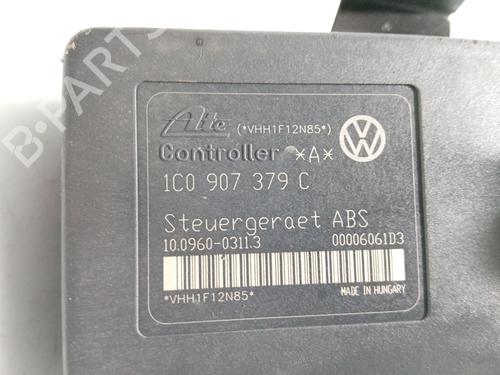 Ate (*VHH1F12N85*)
Controller *A*
1C0 907 379 C
Steuergeraet ABS
10.0960-0311.3 00006061D3
*VHH1F12N85*
MADE IN HUNGARY
B-PARTS